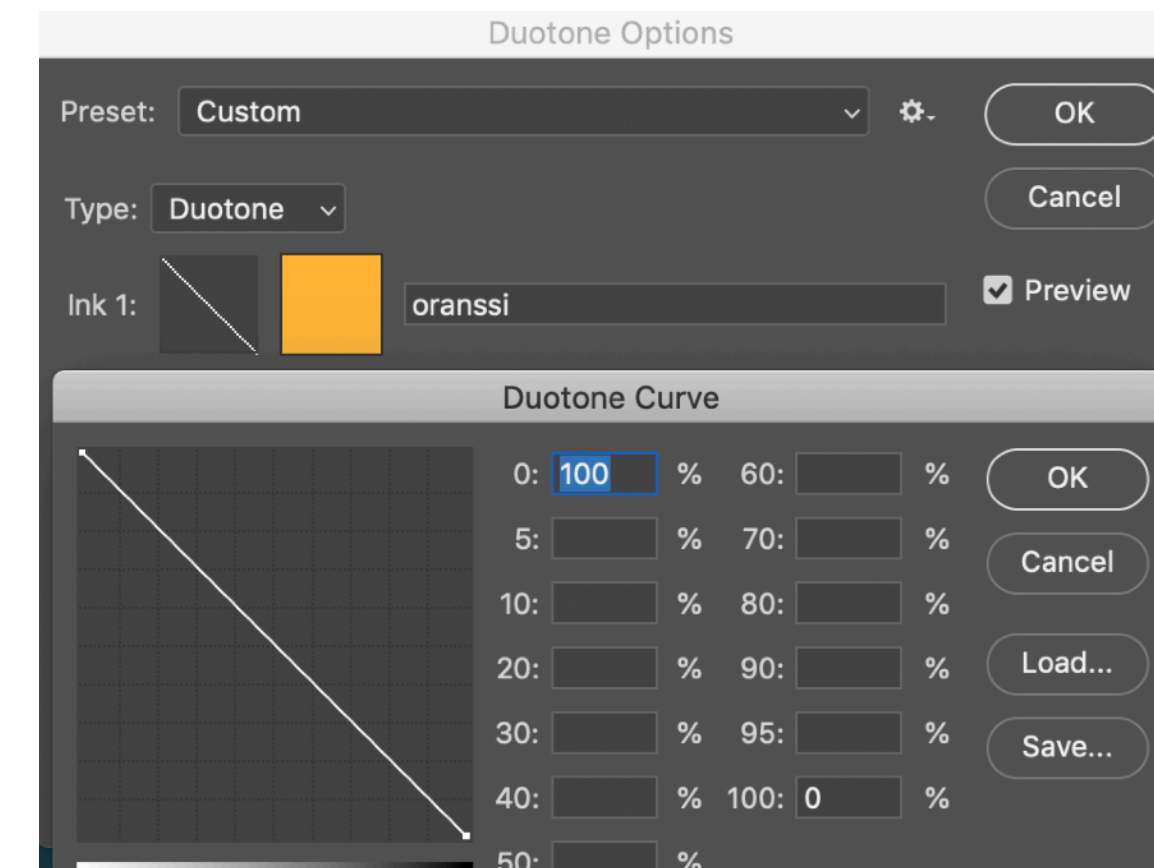 Duotone Options
Preset: Custom
OK
Type: Duotone
Cancel
Ink 1: oranssi
Preview
Duotone Curve
0: 100 % 60: %
OK
5: % 70: %
Cancel
10: % 80: %
20: % 90: %
Load...
30: % 95: %
Save...
40: % 100: 0 %
50: %